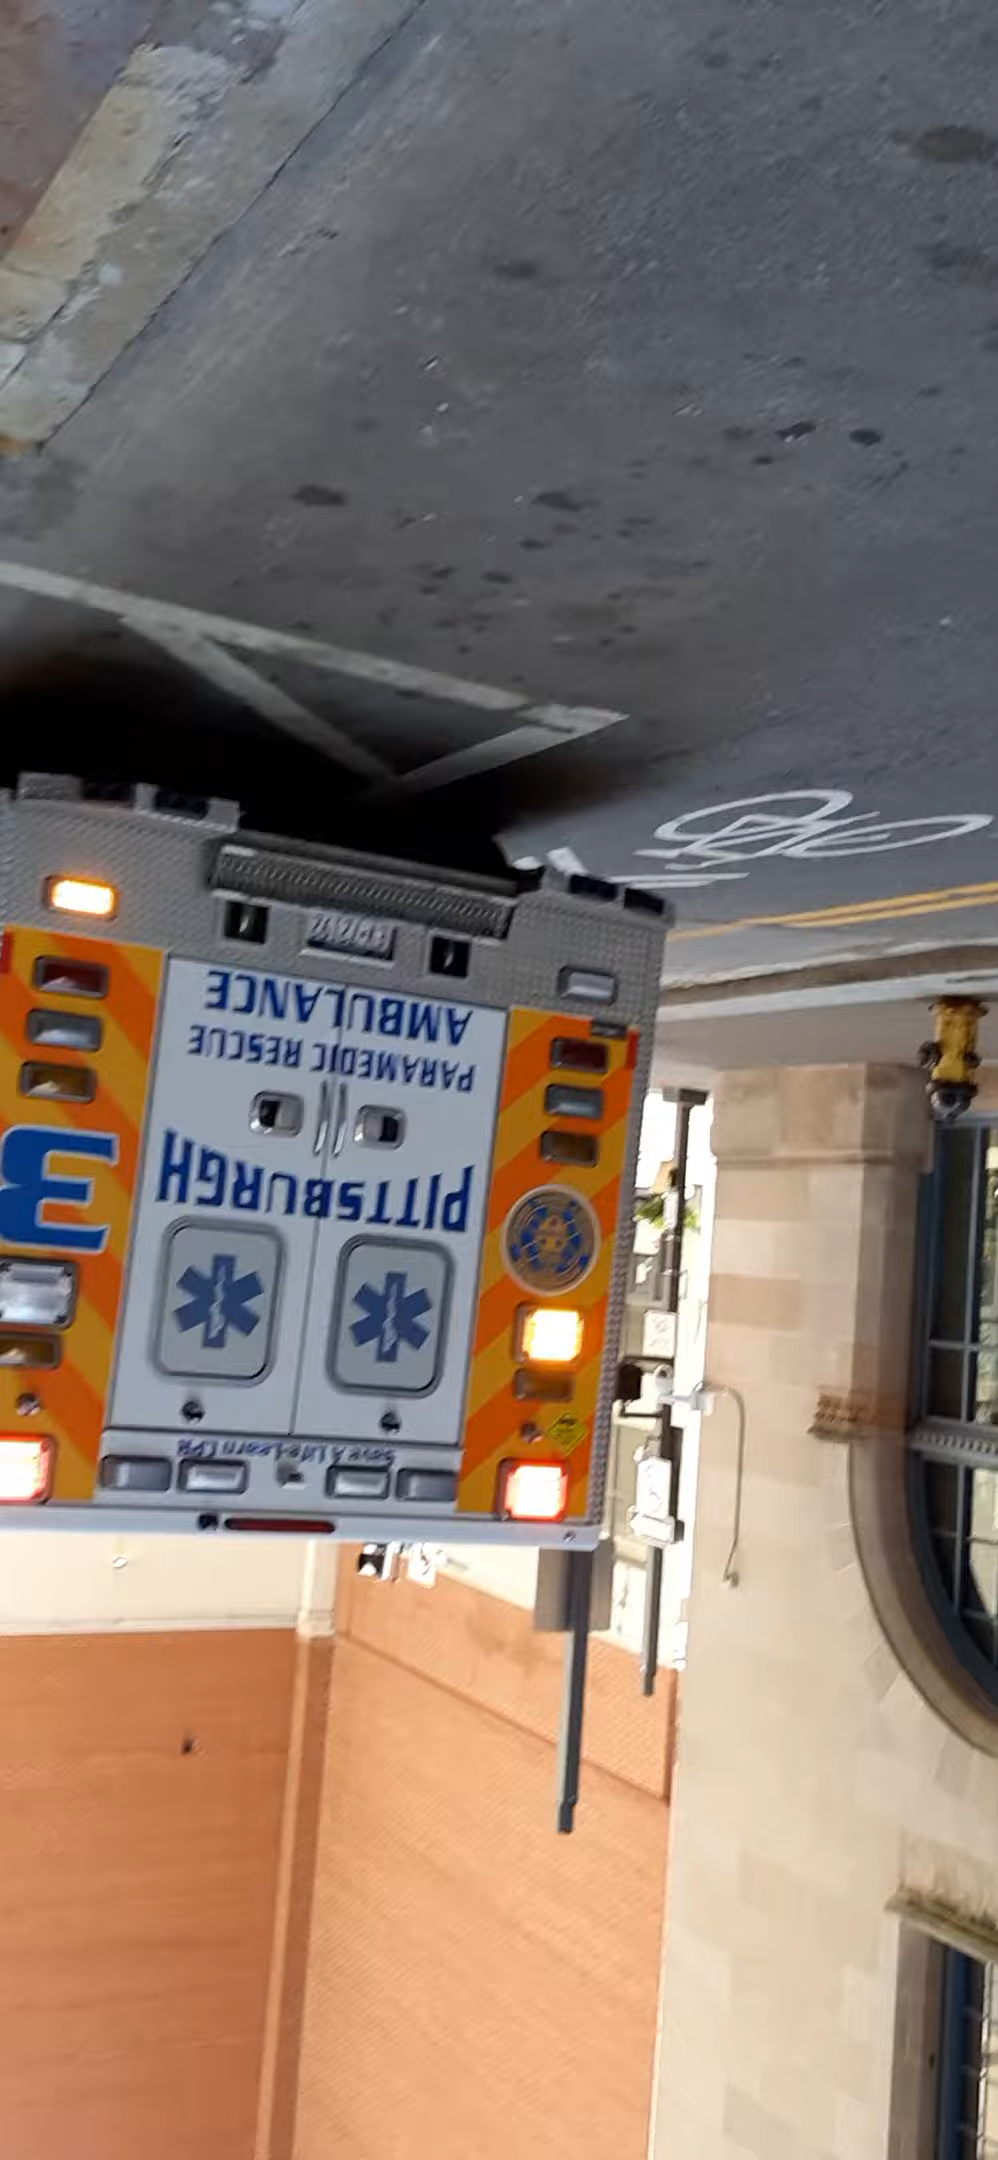 Save A Life-Learn CPR
PITTSBURGH
3
PARAMEDIC RESCUE
AMBULANCE